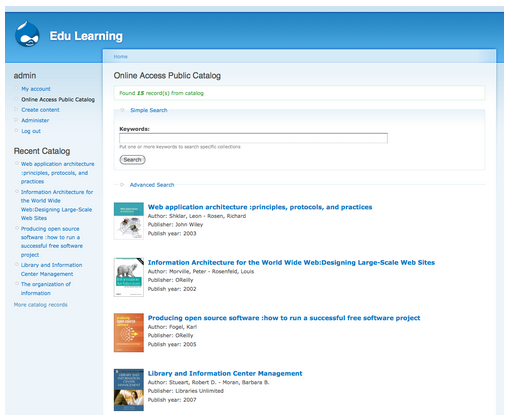 Edu Learning
Home
admin
My account
Online Access Public Catalog
Create content
Administer
Log out
Recent Catalog
Web application architecture
:principles, protocols, and
practices
Information Architecture for
the World Wide
Web:Designing Large-Scale
Web Sites
Producing open source
software :how to run a
successful free software
project
Library and Information
Center Management
The organization of
information
More catalog records
Online Access Public Catalog
Found 15 record(s) from catalog
Simple Search
Keywords:
Put one or more keywords to search specific collections
Search
Advanced Search
Web application architecture :principles, protocols, and practices
Author: Shklar, Leon - Rosen, Richard
Publisher: John Wiley
Publish year: 2003
Information Architecture for the World Wide Web:Designing Large-Scale Web Sites
Author: Morville, Peter - Rosenfeld, Louis
Publisher: OReilly
Publish year: 2002
Producing open source software :how to run a successful free software project
Author: Fogel, Karl
Publisher: OReilly
Publish year: 2005
Library and Information Center Management
Author: Stueart, Robert D. - Moran, Barbara B.
Publisher: Libraries Unlimited
Publish year: 2007